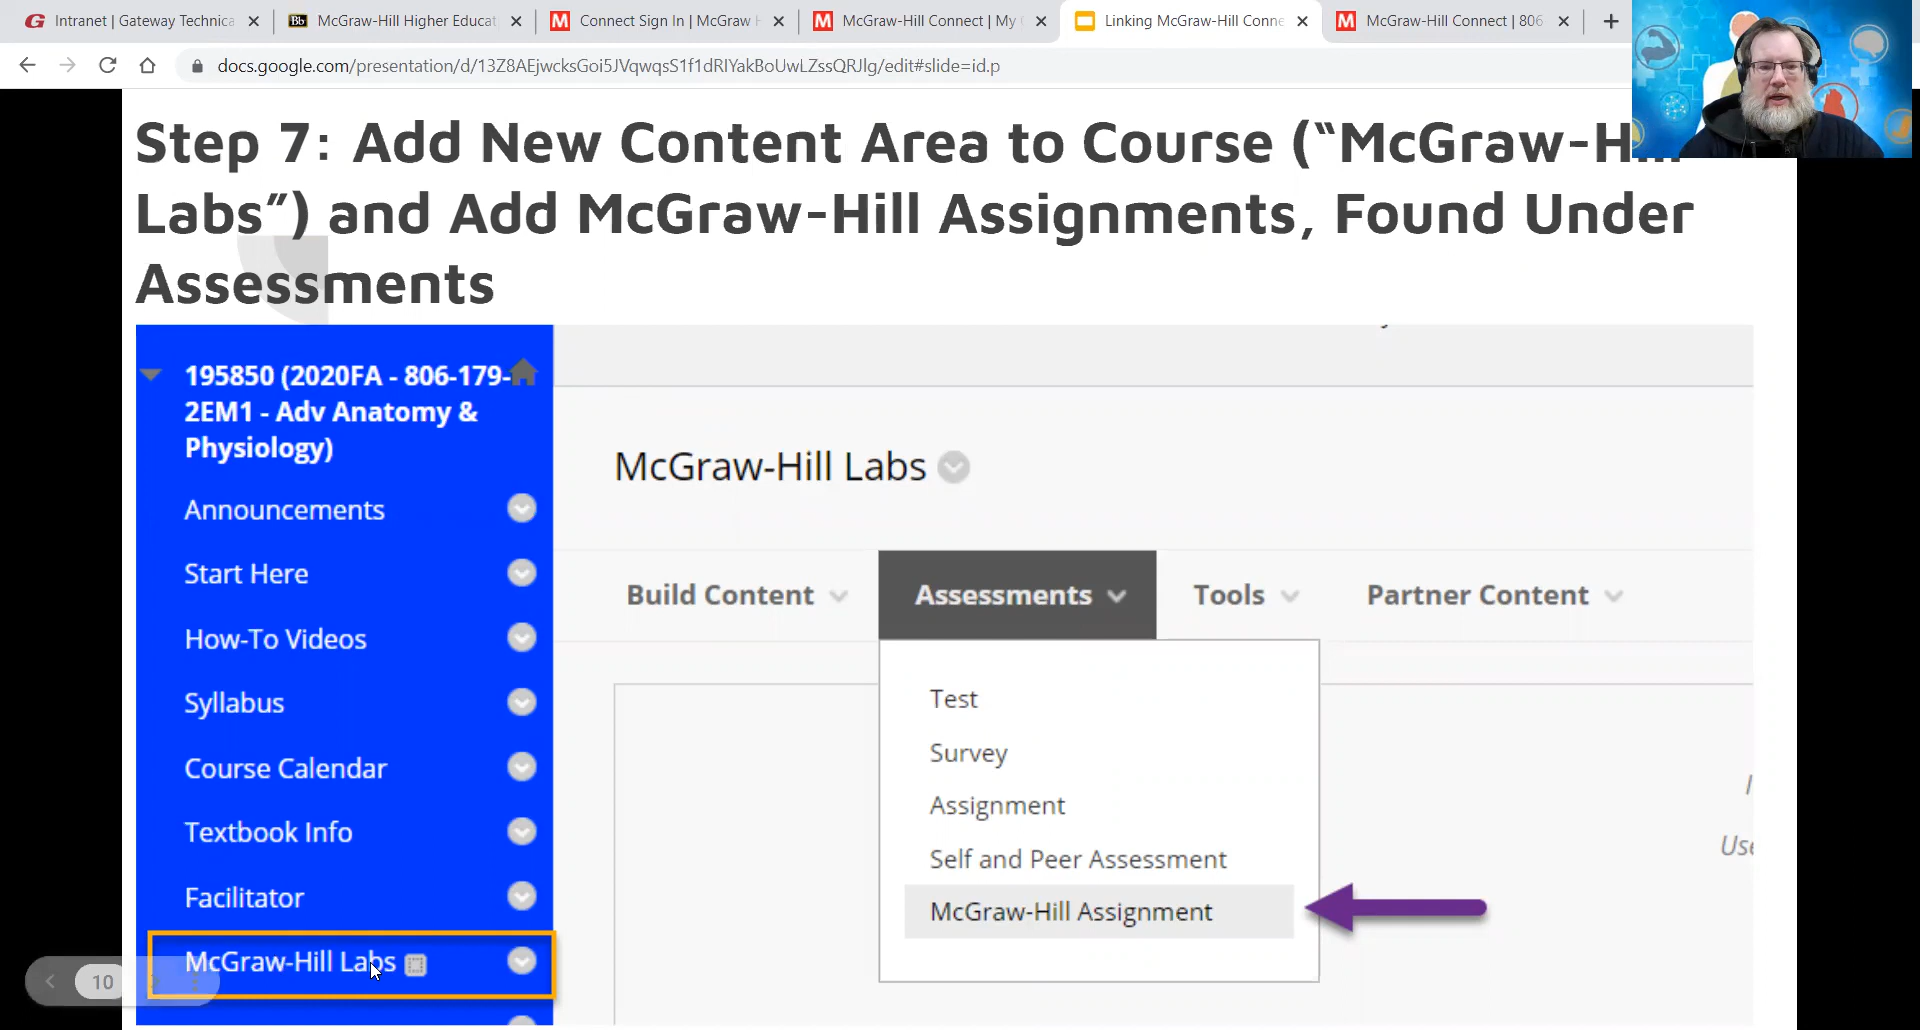 Intranet | Gateway Technica
McGraw-Hill Higher Educat
Connect Sign In | McGraw H
McGraw-Hill Connect | My
Linking McGraw-Hill Conne
McGraw-Hill Connect | 806
docs.google.com/presentation/d/13Z8AEjwcksGoi5JVqwqsS1f1dRIYakBoUwLZssQRJlg/edit#slide=id.p
Step 7: Add New Content Area to Course (“McGraw-Hill
Labs”) and Add McGraw-Hill Assignments, Found Under
Assessments
195850 (2020FA - 806-179-
2EM1 - Adv Anatomy &
Physiology)
Announcements
Start Here
How-To Videos
Syllabus
Course Calendar
Textbook Info
Facilitator
McGraw-Hill Labs
McGraw-Hill Labs
Build Content
Assessments
Tools
Partner Content
Test
Survey
Assignment
Self and Peer Assessment
McGraw-Hill Assignment
10